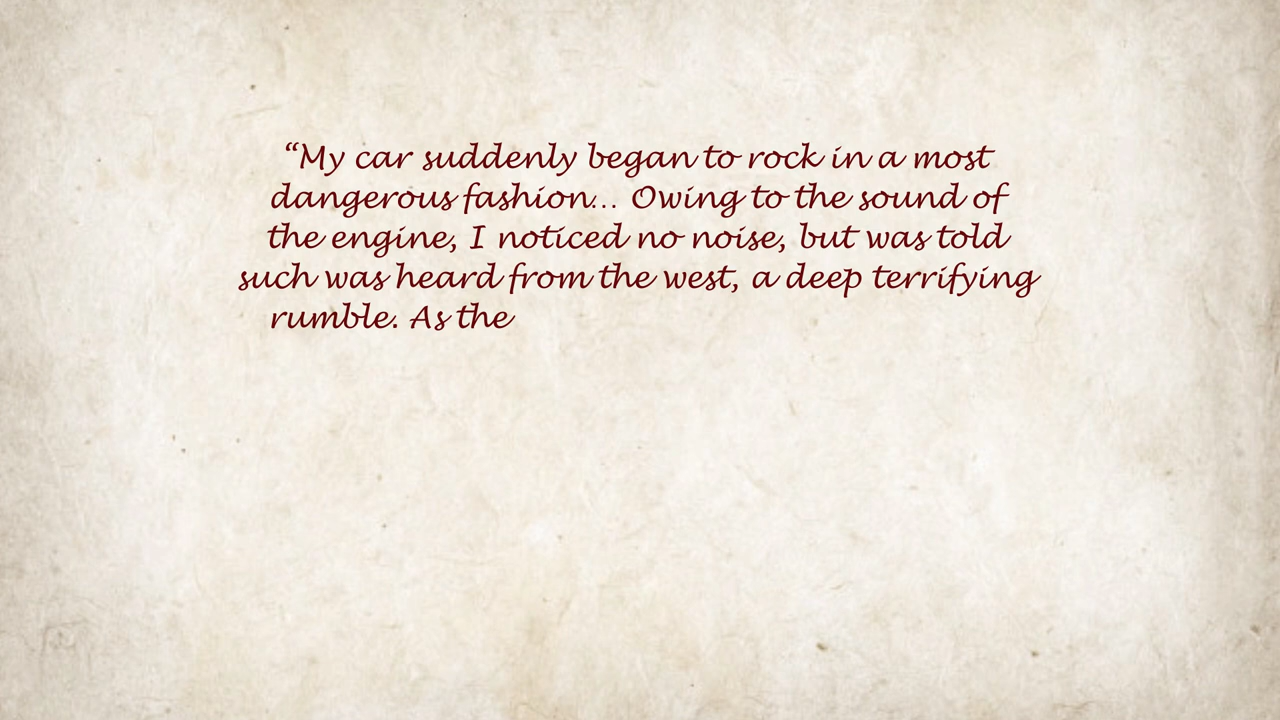 “My car suddenly began to rock in a most
dangerous fashion… Owing to the sound of
the engine, I noticed no noise, but was told
such was heard from the west, a deep terrifying
rumble. As the